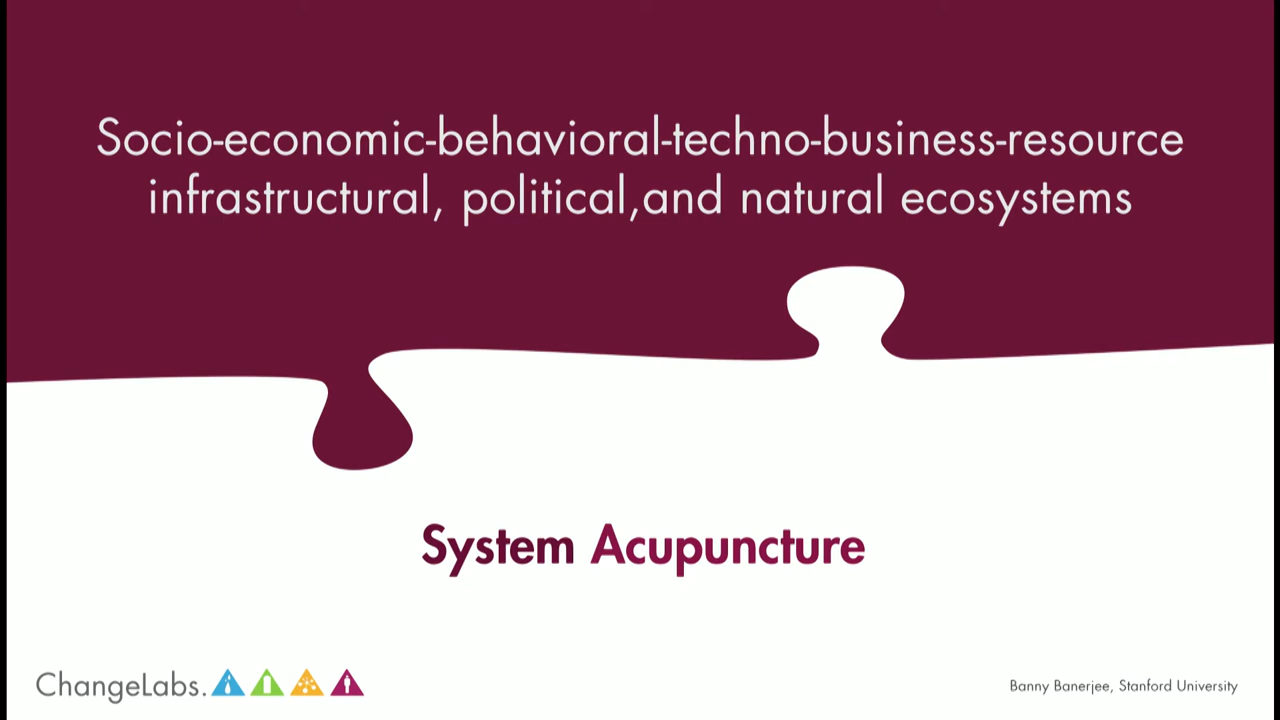 Socio-economic-behavioral-techno-business-resource
infrastructural, political,and natural ecosystems
System Acupuncture
ChangeLabs.
Banny Banerjee, Stanford University